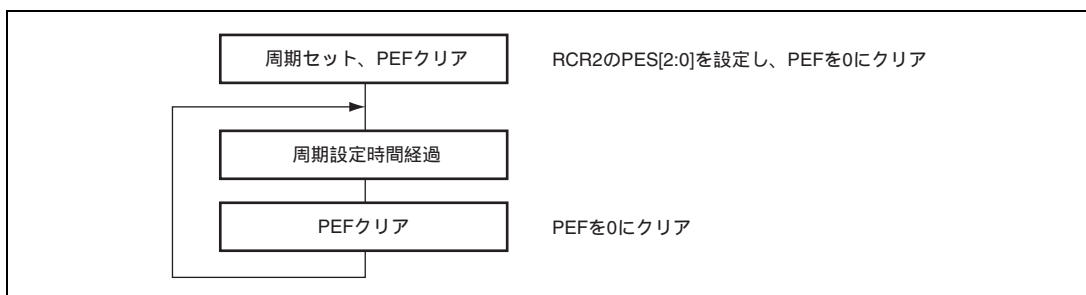 周期セット、PEFクリア
RCR2のPES[2:0]を設定し、PEFを0にクリア
周期設定時間経過
PEFクリア
PEFを0にクリア